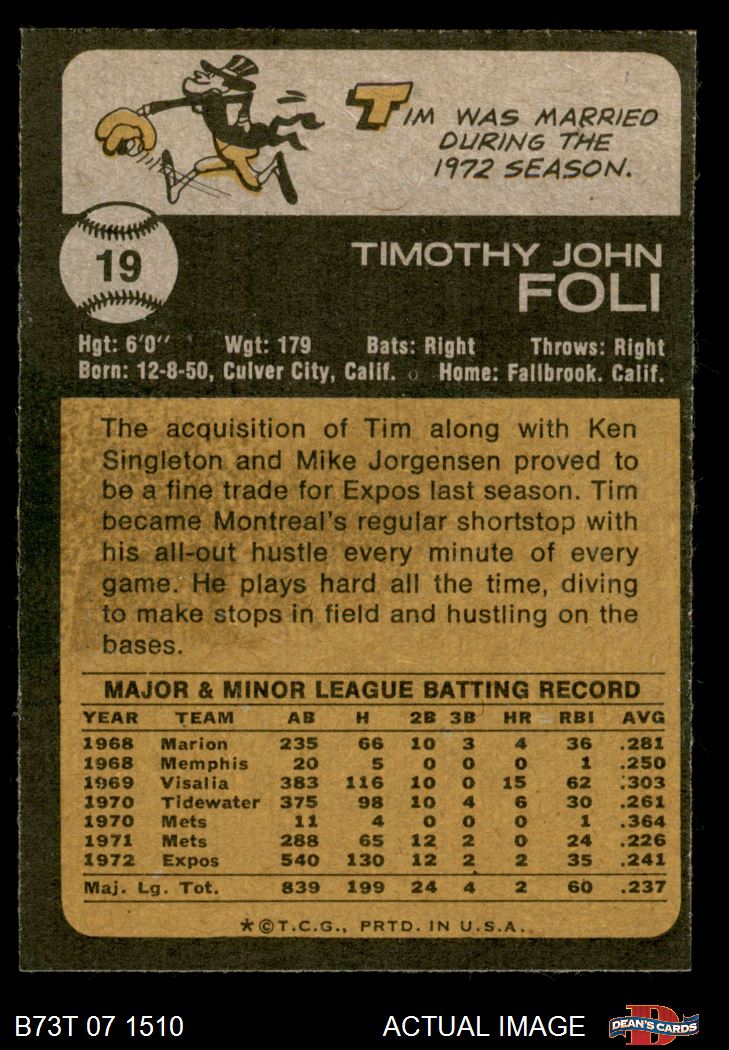 TIM WAS MARRIED
DURING THE
1972 SEASON.
19
TIMOTHY JOHN
FOLI
Hgt: 6'0" Wgt: 179 Bats: Right Throws: Right
Born: 12-8-50, Culver City, Calif. Home: Fallbrook. Calif.
The acquisition of Tim along with Ken
Singleton and Mike Jorgensen proved to
be a fine trade for Expos last season. Tim
became Montreal's regular shortstop with
his all-out hustle every minute of every
game. He plays hard all the time, diving
to make stops in field and hustling on the
bases.
MAJOR & MINOR LEAGUE BATTING RECORD
YEAR TEAM AB H 2B 3B HR RBI AVG
1968 Marion 235 66 10 3 4 36 .281
1968 Memphis 20 5 0 0 0 1 .250
1969 Visalia 383 116 10 0 15 62 .303
1970 Tidewater 375 98 10 4 6 30 .261
1970 Mets 11 4 0 0 0 1 .364
1971 Mets 288 65 12 2 0 24 .226
1972 Expos 540 130 12 2 2 35 .241
Maj. Lg. Tot. 839 199 24 4 2 60 .237
*©T.C.G., PRTD. IN U.S.A.
B73T 07 1510 ACTUAL IMAGE DEAN'S CARDS